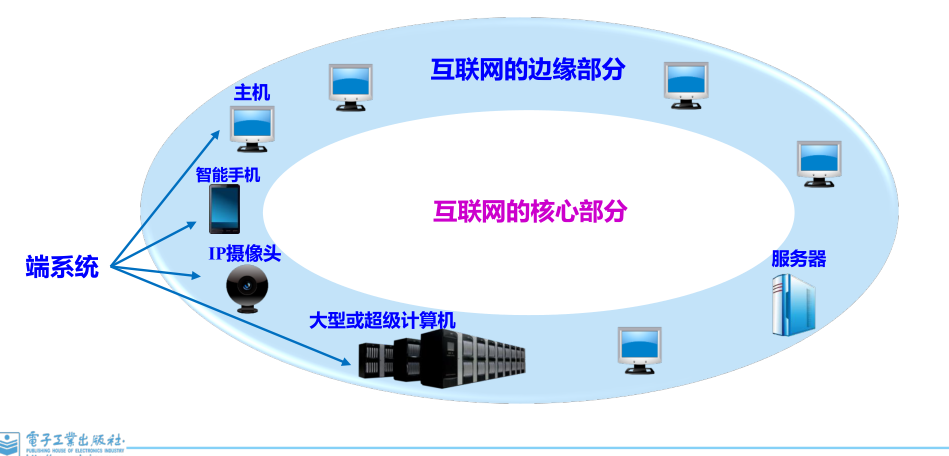 互联网的边缘部分
主机
智能手机
互联网的核心部分
IP摄像头
端系统
服务器
大型或超级计算机
電子工業出版社
PUBLISHING HOUSE OF ELECTRONICS INDUSTRY